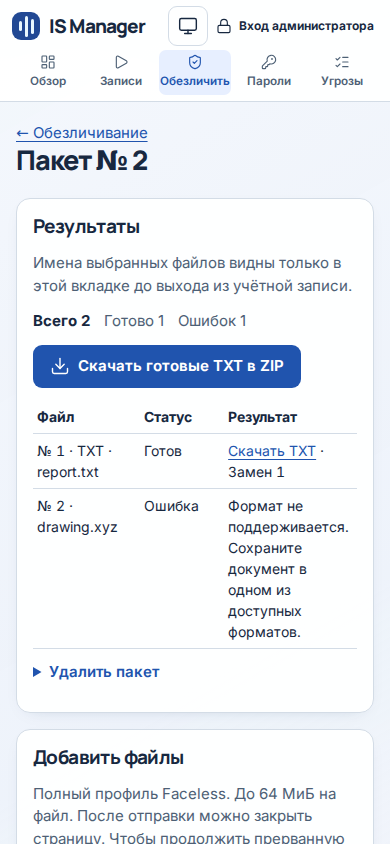 IS Manager
Вход администратора
Обзор
Записи
Обезличить
Пароли
Угрозы
← Обезличивание
Пакет № 2
Результаты
Имена выбранных файлов видны только в
этой вкладке до выхода из учётной записи.
Всего 2 Готово 1 Ошибок 1
Скачать готовые TXT в ZIP
Файл Статус Результат
№ 1 · TXT · Готов Скачать TXT ·
report.txt Замен 1
№ 2 · Ошибка Формат не
drawing.xyz поддерживается.
Сохраните
документ в
одном из
доступных
форматов.
Удалить пакет
Добавить файлы
Полный профиль Faceless. До 64 МиБ на
файл. После отправки можно закрыть
страницу. Чтобы продолжить прерванную